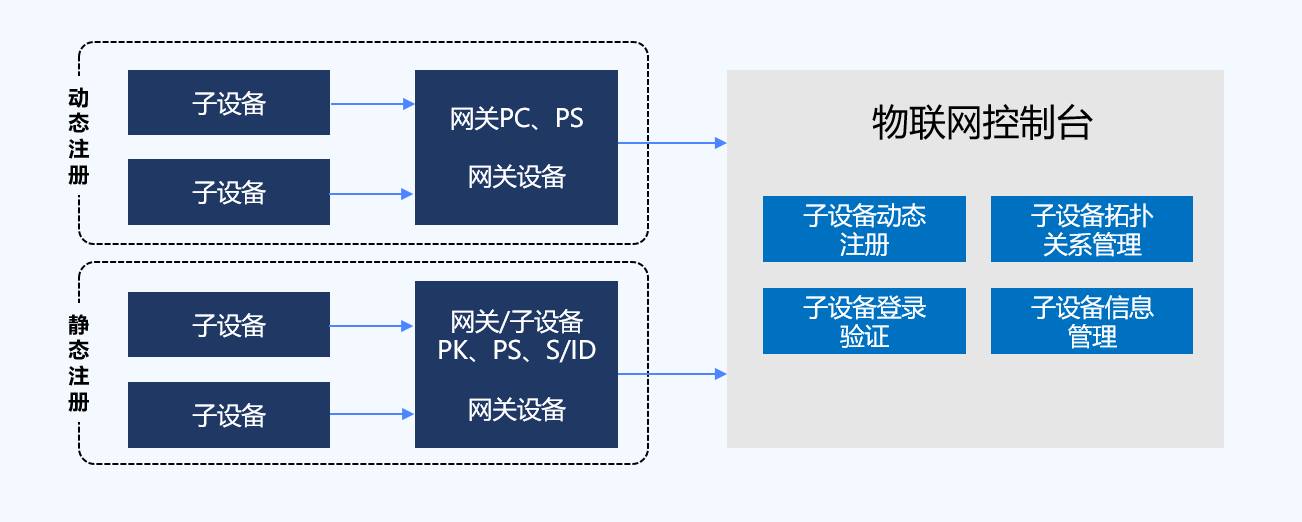 动态注册
子设备
子设备
网关PC、PS
网关设备
静态注册
子设备
子设备
网关/子设备
PK、PS、S/ID
网关设备
物联网控制台
子设备动态
注册
子设备拓扑
关系管理
子设备登录
验证
子设备信息
管理